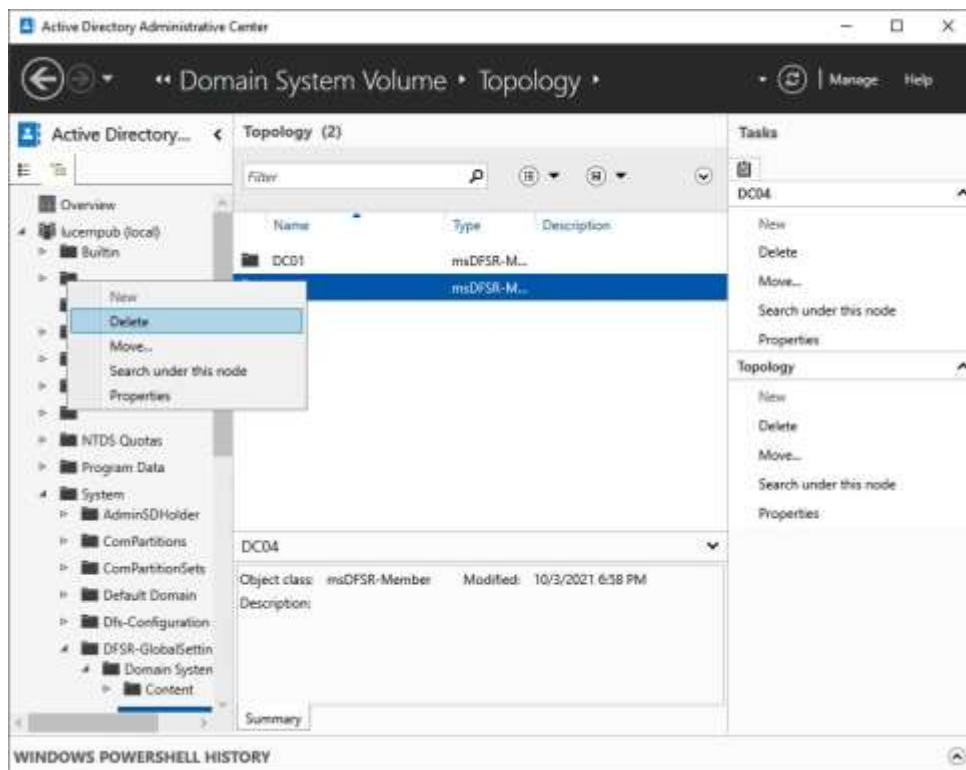 Active Directory Administrative Center
Domain System Volume Topology
Manage Help
Active Directory...
Overview
lucernpub (local)
Builtin
New
Delete
Move...
Search under this node
Properties
NTDS Quotas
Program Data
System
AdminSDHolder
ComPartitions
ComPartitionSets
Default Domain
Dfs-Configuration
DFSR-GlobalSettin
Domain System
Content
Topology (2)
Filter
Name Type Description
DC01 msDFSR-M...
msDFSR-M...
DC04
Object class: msDFSR-Member Modified: 10/3/2021 6:58 PM
Description:
Summary
Tasks
DC04
New
Delete
Move...
Search under this node
Properties
Topology
New
Delete
Move...
Search under this node
Properties
WINDOWS POWERSHELL HISTORY